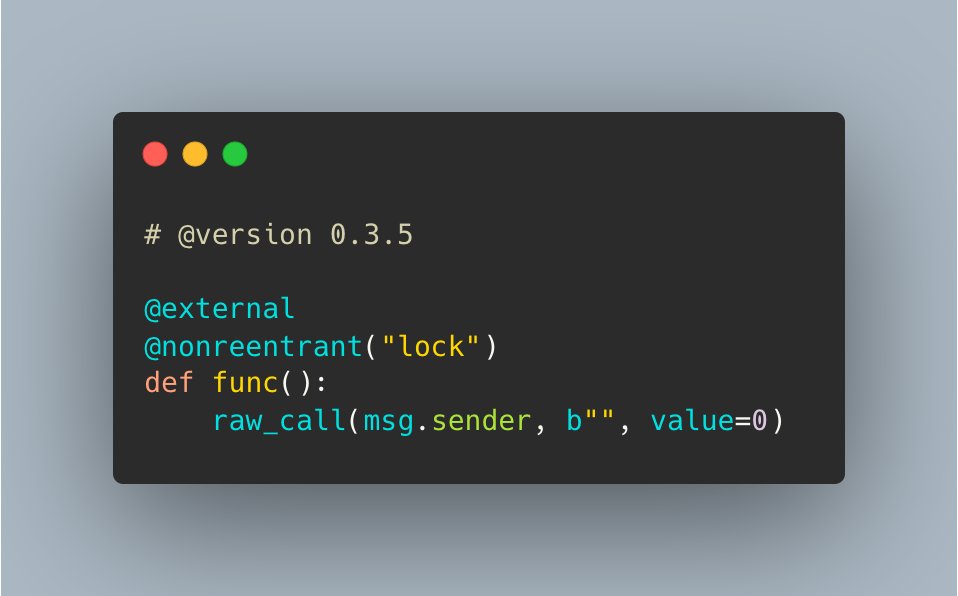 # @version 0.3.5
@external
@nonreentrant("lock")
def func():
    raw_call(msg.sender, b"", value=0)